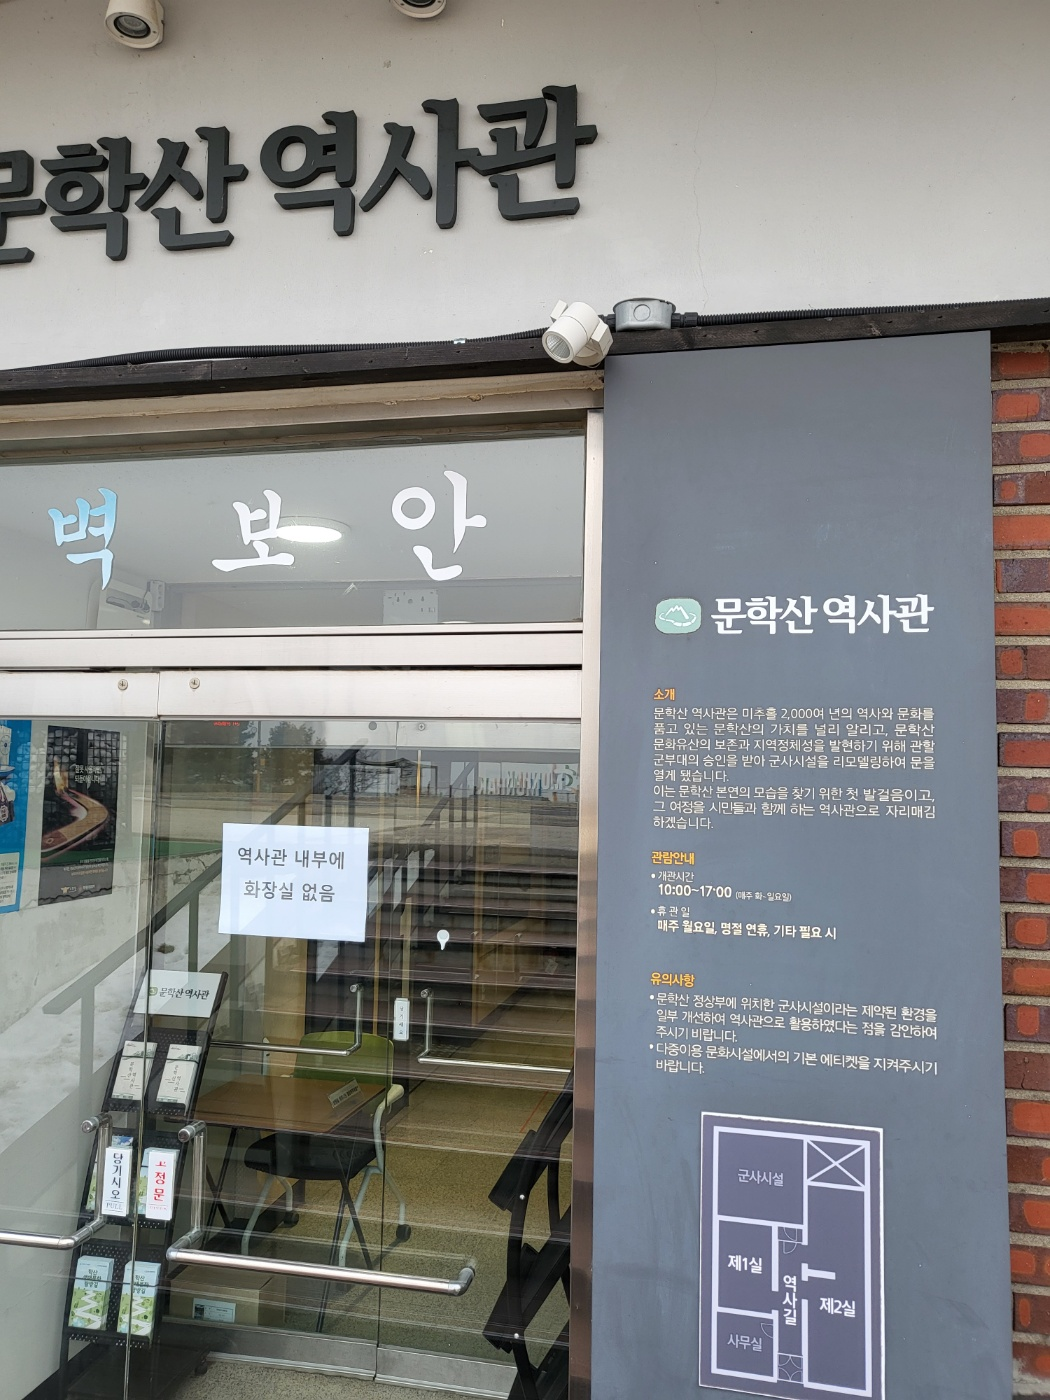 문학산 역사관
벽 보 안
문학산 역사관
소개
문학산 역사관은 미추홀 2,000여 년의 역사와 문화를
품고 있는 문학산의 가치를 널리 알리고, 문학산
문화유산의 보존과 지역정체성을 발현하기 위해 관할
군부대의 승인을 받아 군사시설을 리모델링하여 문을
열게 됐습니다.
이는 문학산 본연의 모습을 찾기 위한 첫 발걸음이고,
그 여정을 시민들과 함께 하는 역사관으로 자리매김
하겠습니다.
관람안내
• 개관시간
10:00~17:00 (매주 화~일요일)
• 휴 관 일
매주 월요일, 명절 연휴, 기타 필요 시
유의사항
• 문학산 정상부에 위치한 군사시설이라는 제약된 환경을
일부 개선하여 역사관으로 활용하였다는 점을 감안하여
주시기 바랍니다.
• 다중이용 문화시설에서의 기본 에티켓을 지켜주시기
바랍니다.
군사시설
제1실
역사길
제2실
사무실
역사관 내부에
화장실 없음
문학산 역사관
당기시오
PULL
고정문